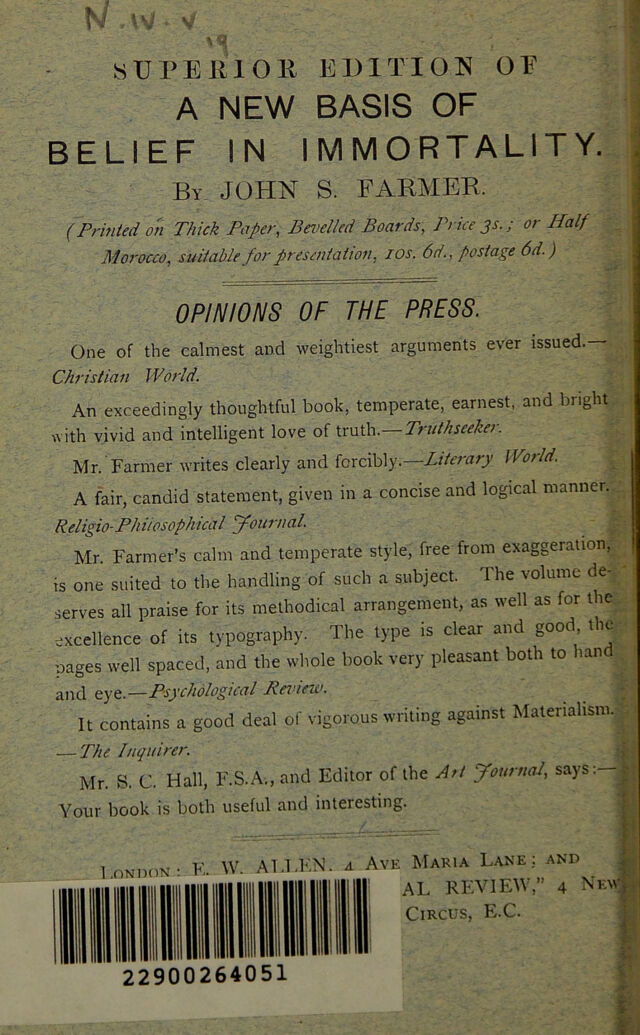 N.W.V
19
SUPERIOR EDITION OF
A NEW BASIS OF
BELIEF IN IMMORTALITY.
By JOHN S. FARMER.
(Printed on Thick Paper, Bevelled Boards, Price 3s.; or Half
Morocco, suitable for presentation, 10s. 6d., postage 6d.)
OPINIONS OF THE PRESS.
One of the calmest and weightiest arguments ever issued.—
Christian World.
An exceedingly thoughtful book, temperate, earnest, and bright
with vivid and intelligent love of truth.—Truthseeker.
Mr. Farmer writes clearly and forcibly.—Literary World.
A fair, candid statement, given in a concise and logical manner.
Religio-Philosophical Journal.
Mr. Farmer's calm and temperate style, free from exaggeration,
is one suited to the handling of such a subject. The volume de-
serves all praise for its methodical arrangement, as well as for the
excellence of its typography. The type is clear and good, the
pages well spaced, and the whole book very pleasant both to hand
and eye.—Psychological Review.
It contains a good deal of vigorous writing against Materialism.
—The Inquirer.
Mr. S. C. Hall, F.S.A., and Editor of the Art Journal, says:—
Your book is both useful and interesting.
London: E. W. ALLEN, 4 Ave Maria Lane; and
AL REVIEW," 4 New
Circus, E.C.
22900264051